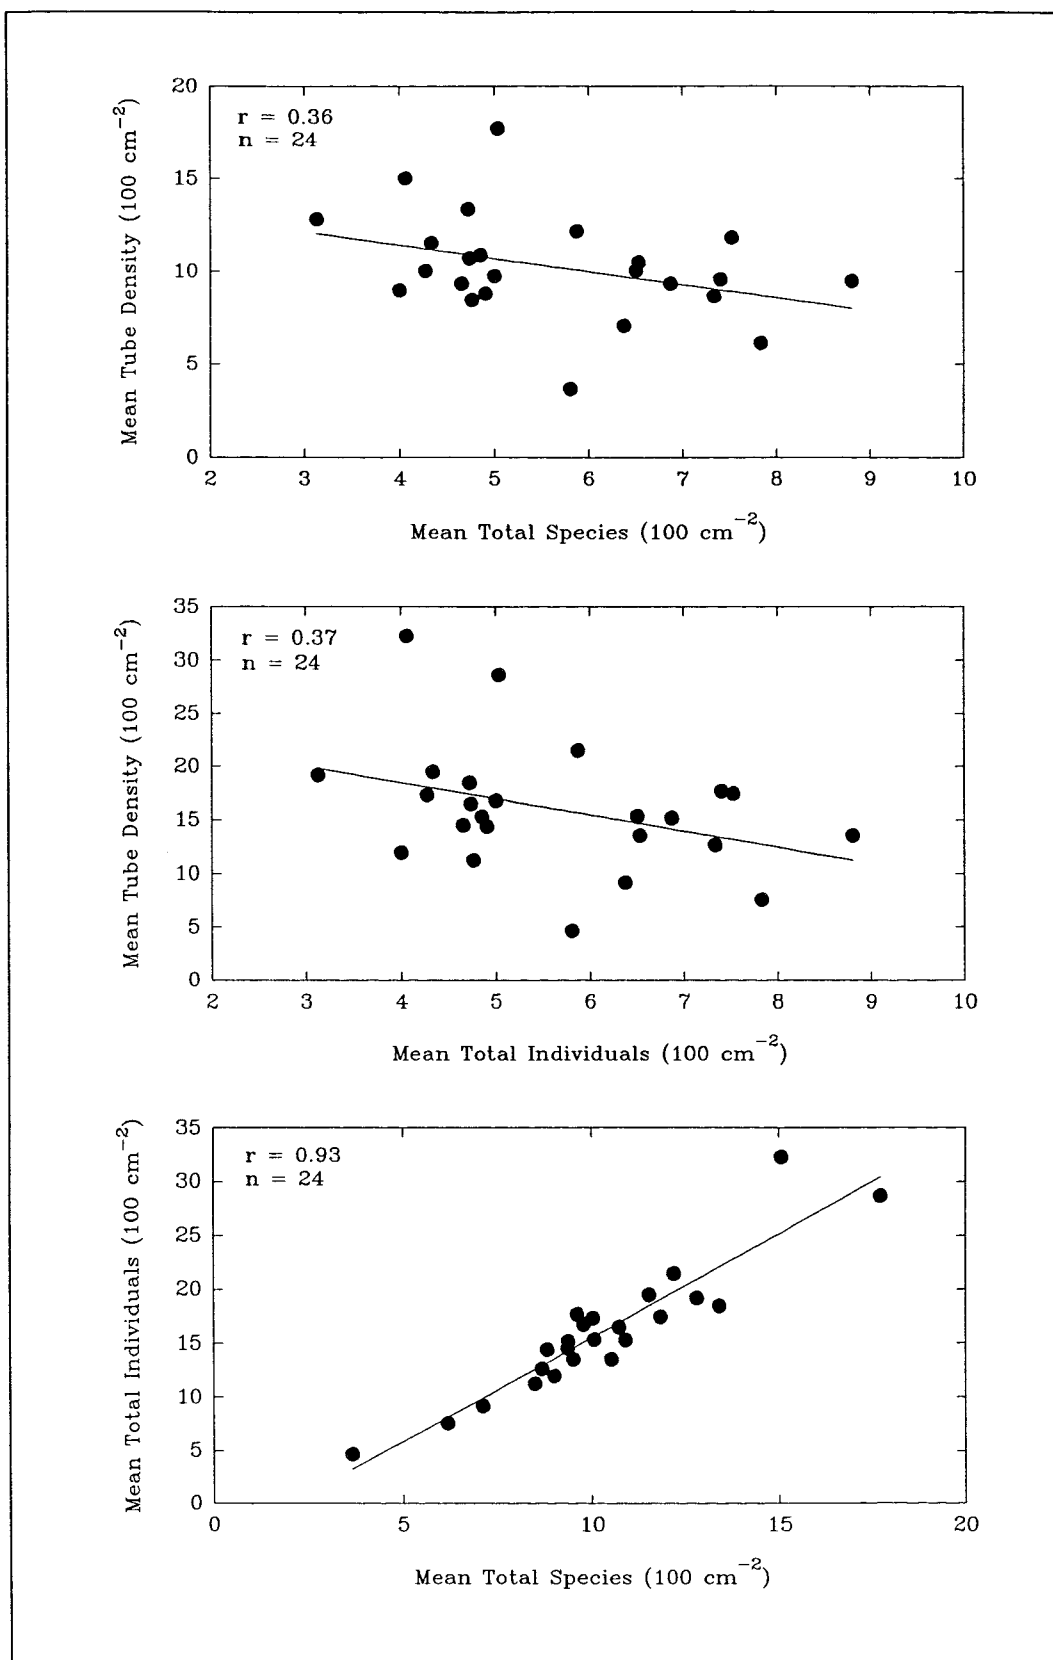 r = 0.36
n = 24
Mean Tube Density (100 cm⁻²)
20
15
10
5
0
2 3 4 5 6 7 8 9 10
Mean Total Species (100 cm⁻²)
r = 0.37
n = 24
Mean Tube Density (100 cm⁻²)
35
30
25
20
15
10
5
0
2 3 4 5 6 7 8 9 10
Mean Total Individuals (100 cm⁻²)
r = 0.93
n = 24
Mean Total Individuals (100 cm⁻²)
35
30
25
20
15
10
5
0
0 5 10 15 20
Mean Total Species (100 cm⁻²)